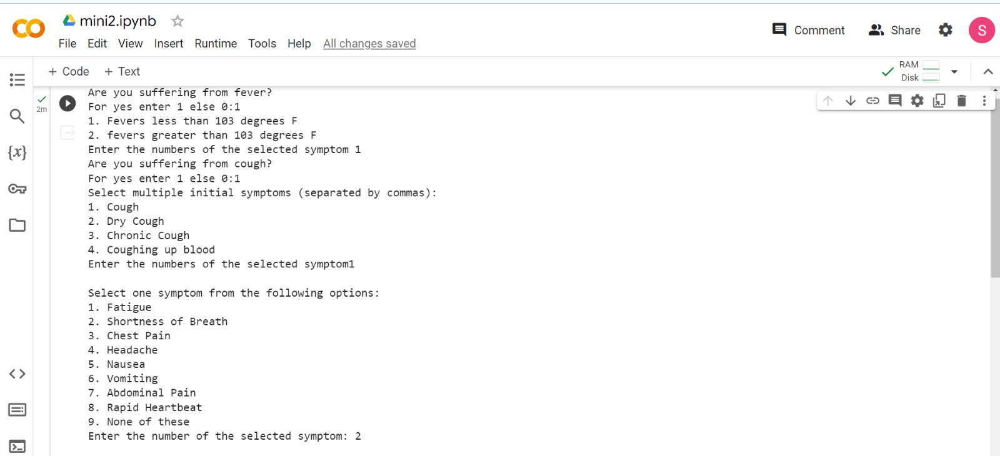 mini2.ipynb
File Edit View Insert Runtime Tools Help All changes saved
Comment Share S
+ Code + Text
RAM
Disk
2m
{x}
Are you suffering from fever?
For yes enter 1 else 0:1
1. Fevers less than 103 degrees F
2. fevers greater than 103 degrees F
Enter the numbers of the selected symptom 1
Are you suffering from cough?
For yes enter 1 else 0:1
Select multiple initial symptoms (separated by commas):
1. Cough
2. Dry Cough
3. Chronic Cough
4. Coughing up blood
Enter the numbers of the selected symptom1
Select one symptom from the following options:
1. Fatigue
2. Shortness of Breath
3. Chest Pain
4. Headache
5. Nausea
6. Vomiting
7. Abdominal Pain
8. Rapid Heartbeat
9. None of these
Enter the number of the selected symptom: 2